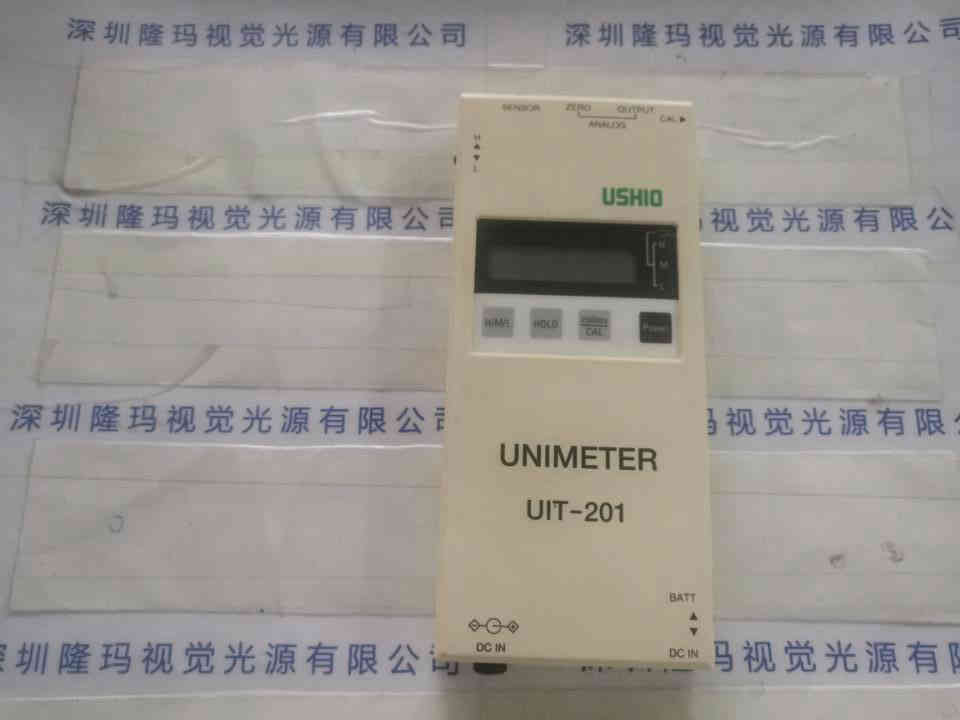 深圳隆玛视觉光源有限公司 深圳隆玛视觉光源有限公司
SENSOR ZERO OUTPUT
ANALOG CAL ▶
H
▲
▼
L
USHIO
深圳隆玛视觉光源有限公司 玛视觉光源有限公
H
M
L
H/M/L HOLD CAL Power
深圳隆玛视觉光源有限公司 玛视觉光源有限公
UNIMETER
UIT-201
BATT
▲
▼
DC IN DC IN
深圳隆玛视觉光源有限公司 深圳隆玛视觉光源有限